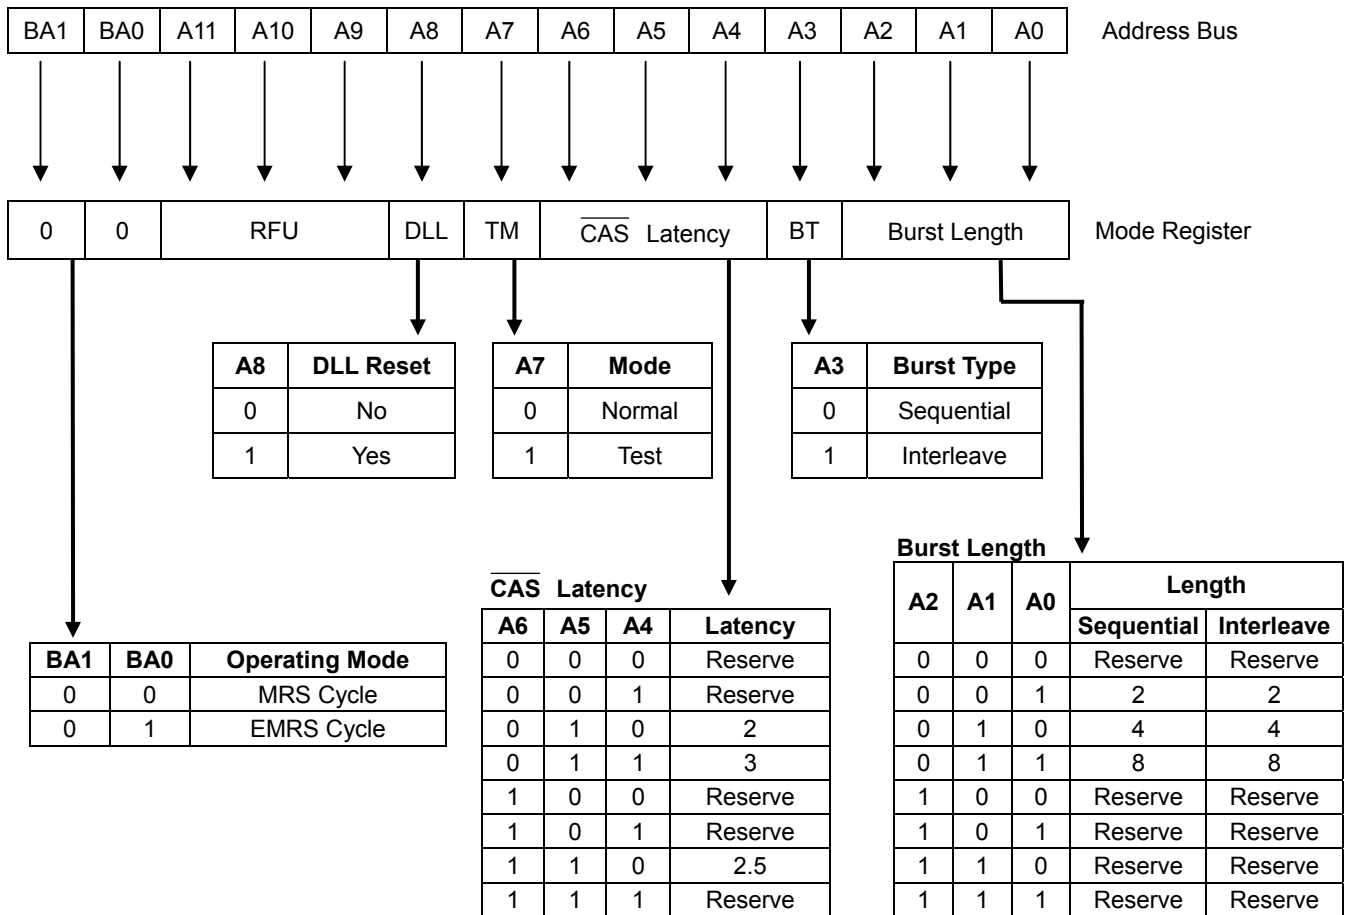 BA1 BA0 A11 A10 A9 A8 A7 A6 A5 A4 A3 A2 A1 A0 Address Bus
0 0 RFU DLL TM CAS Latency BT Burst Length Mode Register
A8 DLL Reset
0 No
1 Yes
A7 Mode
0 Normal
1 Test
A3 Burst Type
0 Sequential
1 Interleave
BA1 BA0 Operating Mode
0 0 MRS Cycle
0 1 EMRS Cycle
CAS Latency
A6 A5 A4 Latency
0 0 0 Reserve
0 0 1 Reserve
0 1 0 2
0 1 1 3
1 0 0 Reserve
1 0 1 Reserve
1 1 0 2.5
1 1 1 Reserve
Burst Length
A2 A1 A0 Length
Sequential Interleave
0 0 0 Reserve Reserve
0 0 1 2 2
0 1 0 4 4
0 1 1 8 8
1 0 0 Reserve Reserve
1 0 1 Reserve Reserve
1 1 0 Reserve Reserve
1 1 1 Reserve Reserve